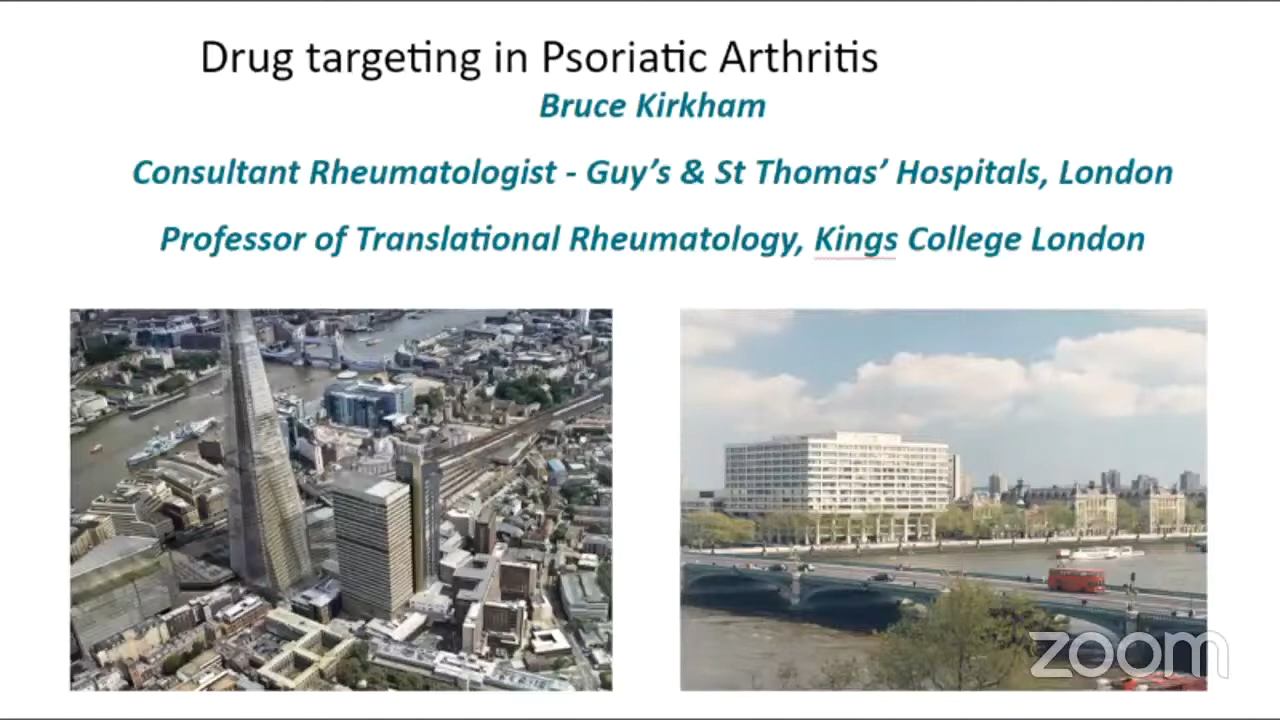 Drug targeting in Psoriatic Arthritis
Bruce Kirkham
Consultant Rheumatologist - Guy's & St Thomas' Hospitals, London
Professor of Translational Rheumatology, Kings College London
zoom